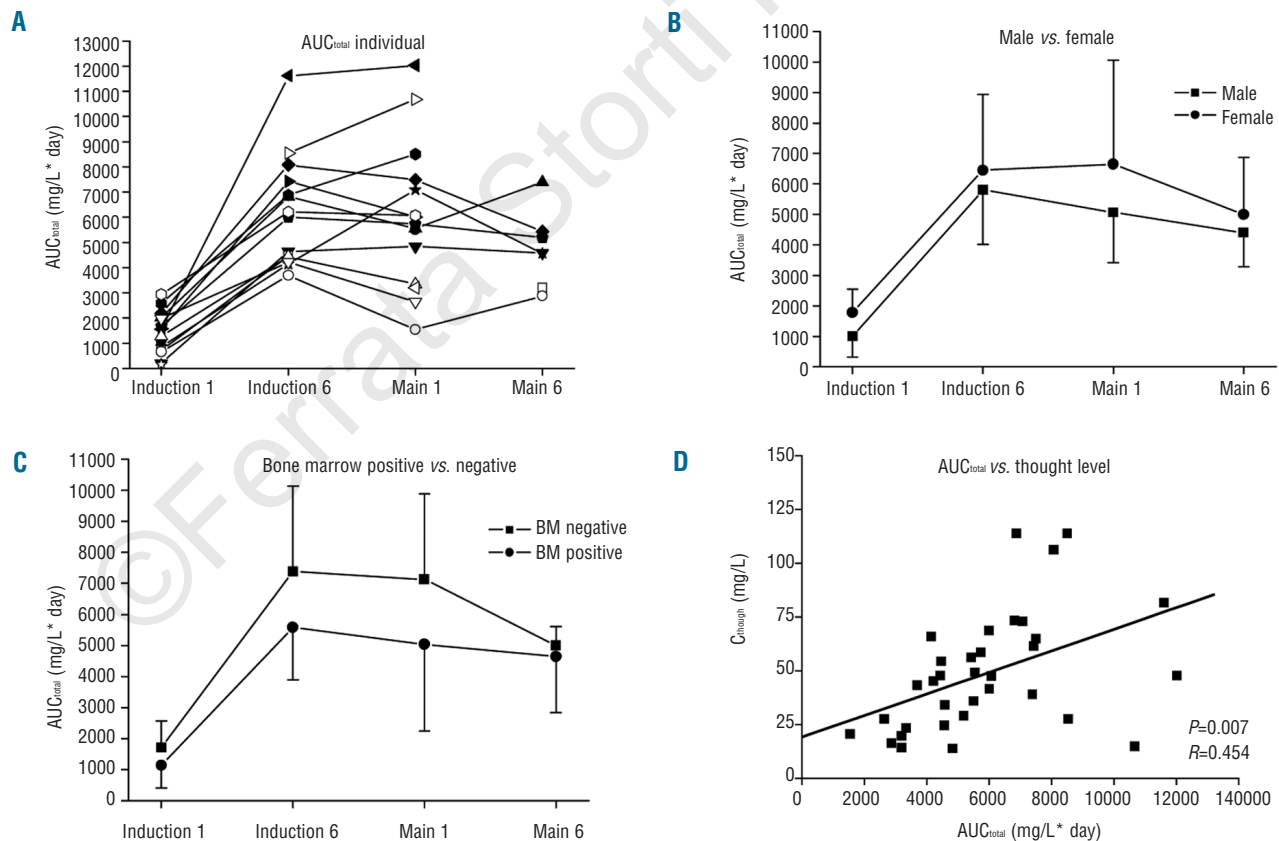 A
AUCtotal individual
AUCtotal (mg/L* day)
13000
12000
11000
10000
9000
8000
7000
6000
5000
4000
3000
2000
1000
0
Induction 1 Induction 6 Main 1 Main 6
B
Male vs. female
AUCtotal (mg/L* day)
11000
10000
9000
8000
7000
6000
5000
4000
3000
2000
1000
0
Male
Female
Induction 1 Induction 6 Main 1 Main 6
C
Bone marrow positive vs. negative
AUCtotal (mg/L* day)
11000
10000
9000
8000
7000
6000
5000
4000
3000
2000
1000
0
BM negative
BM positive
Induction 1 Induction 6 Main 1 Main 6
D
AUCtotal vs. thought level
Cthough (mg/L)
150
125
100
75
50
25
0
P=0.007
R=0.454
0 2000 4000 6000 8000 10000 12000 140000
AUCtotal (mg/L* day)
©Ferrata Storti